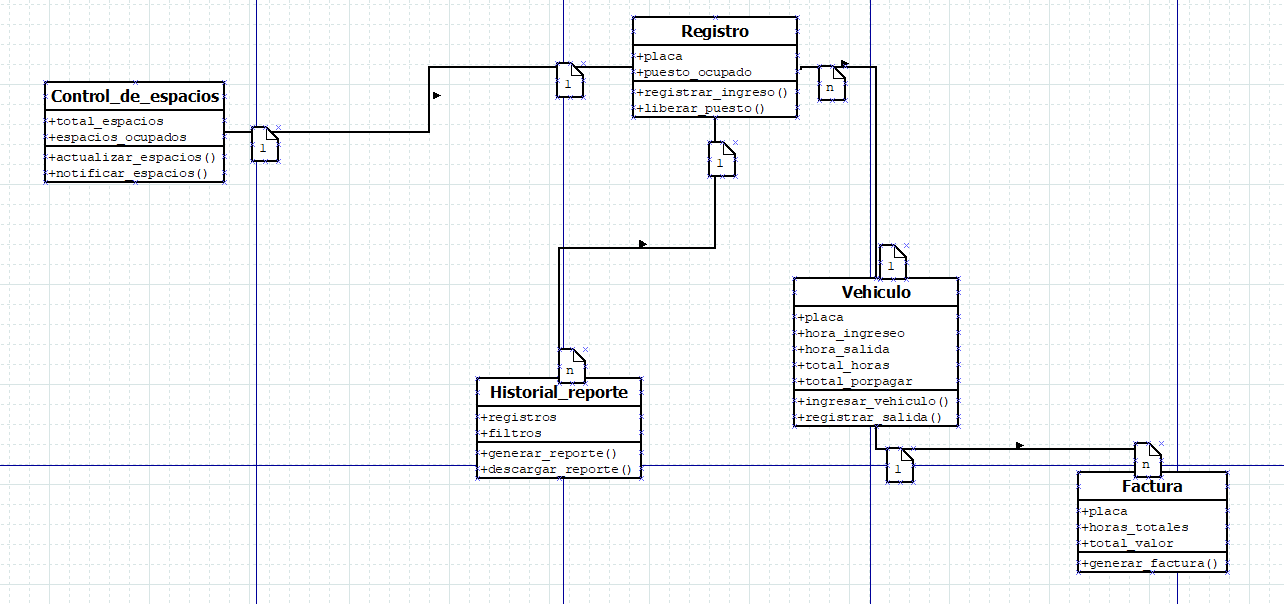 Registro
+placa
+puesto_ocupado
+registrar_ingreso()
+liberar_puesto()
1
n
1
Control_de_espacios
+total_espacios
+espacios_ocupados
+actualizar_espacios()
+notificar_espacios()
1
1
Vehiculo
+placa
+hora_ingreseo
+hora_salida
+total_horas
+total_porpagar
+ingresar_vehiculo()
+registrar_salida()
n
Historial_reporte
+registros
+filtros
+generar_reporte()
+descargar_reporte()
1
n
Factura
+placa
+horas_totales
+total_valor
+generar_factura()